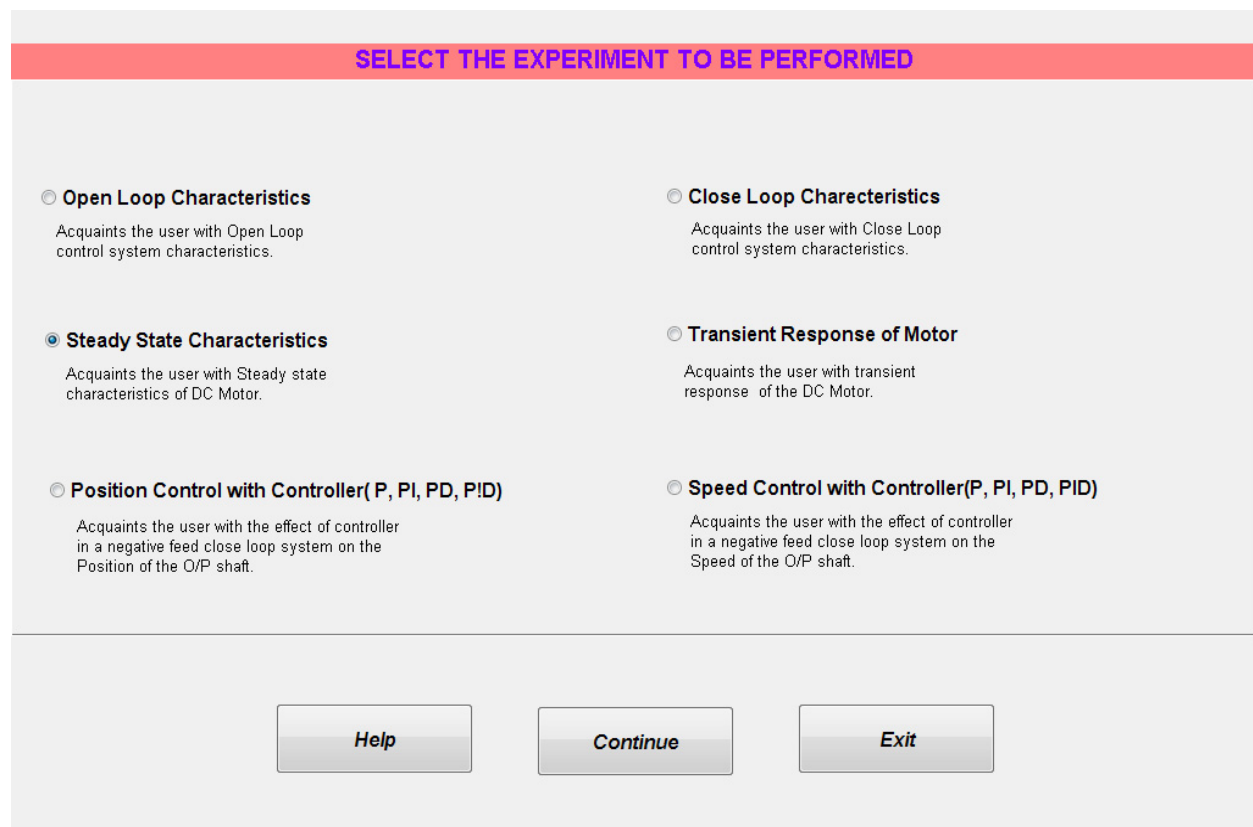 SELECT THE EXPERIMENT TO BE PERFORMED
Open Loop Characteristics
Acquaints the user with Open Loop
control system characteristics.
Close Loop Charecteristics
Acquaints the user with Close Loop
control system characteristics.
Steady State Characteristics
Acquaints the user with Steady state
characteristics of DC Motor.
Transient Response of Motor
Acquaints the user with transient
response of the DC Motor.
Position Control with Controller( P, PI, PD, P!D)
Acquaints the user with the effect of controller
in a negative feed close loop system on the
Position of the O/P shaft.
Speed Control with Controller(P, PI, PD, PID)
Acquaints the user with the effect of controller
in a negative feed close loop system on the
Speed of the O/P shaft.
Help
Continue
Exit